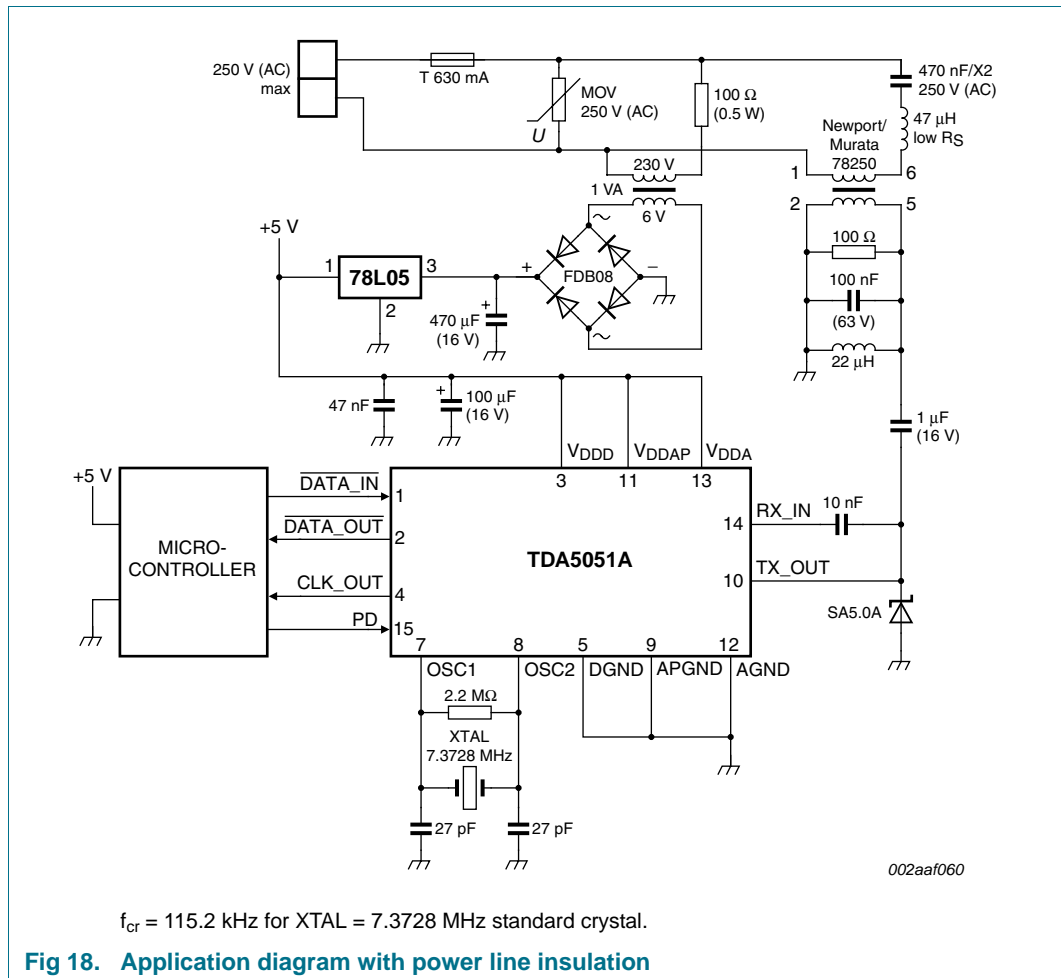 250 V (AC)
max
T 630 mA
MOV
250 V (AC)
U
100 Ω
(0.5 W)
470 nF/X2
250 V (AC)
47 μH
low RS
Newport/
Murata
78250
1
6
2
5
230 V
1 VA
6 V
100 Ω
100 nF
(63 V)
22 μH
+5 V
1
78L05
3
2
+
470 μF
(16 V)
+
FDB08
−
∼
∼
47 nF
+
100 μF
(16 V)
1 μF
(16 V)
VDDD
VDDAP
VDDA
3
11
13
+5 V
MICRO-
CONTROLLER
DATA_IN
1
DATA_OUT
2
CLK_OUT
4
PD
15
TDA5051A
14
RX_IN
10 nF
10
TX_OUT
SA5.0A
7
8
5
9
12
OSC1
OSC2
DGND
APGND
AGND
2.2 MΩ
XTAL
7.3728 MHz
27 pF
27 pF
002aaf060
fcr = 115.2 kHz for XTAL = 7.3728 MHz standard crystal.
Fig 18. Application diagram with power line insulation